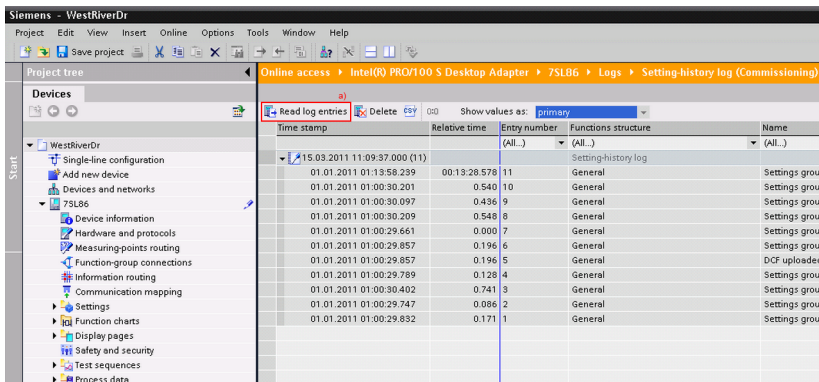 Siemens - WestRiverDr
Project Edit View Insert Online Options Tools Window Help
Save project
Project tree
Online access Intel(R) PRO/100 S Desktop Adapter 7SL86 Logs Setting-history log (Commissioning)
Devices
a)
Read log entries Delete CSV 0:0 Show values as: primary
Time stamp Relative time Entry number Functions structure Name
(All...) (All...) (All...)
15.03.2011 11:09:37.000 (11) Setting-history log
01.01.2011 01:13:58.239 00:13:28.578 11 General Settings grou
01.01.2011 01:00:30.201 0.540 10 General Settings grou
01.01.2011 01:00:30.097 0.436 9 General Settings grou
01.01.2011 01:00:30.209 0.548 8 General Settings grou
01.01.2011 01:00:29.661 0.000 7 General Settings grou
01.01.2011 01:00:29.857 0.196 6 General Settings grou
01.01.2011 01:00:29.857 0.196 5 General DCF uploaded
01.01.2011 01:00:29.789 0.128 4 General Settings grou
01.01.2011 01:00:30.402 0.741 3 General Settings grou
01.01.2011 01:00:29.747 0.086 2 General Settings grou
01.01.2011 01:00:29.832 0.171 1 General Settings grou
Start
WestRiverDr
Single-line configuration
Add new device
Devices and networks
7SL86
Device information
Hardware and protocols
Measuring-points routing
Function-group connections
Information routing
Communication mapping
Settings
Function charts
Display pages
Safety and security
Test sequences
Process data